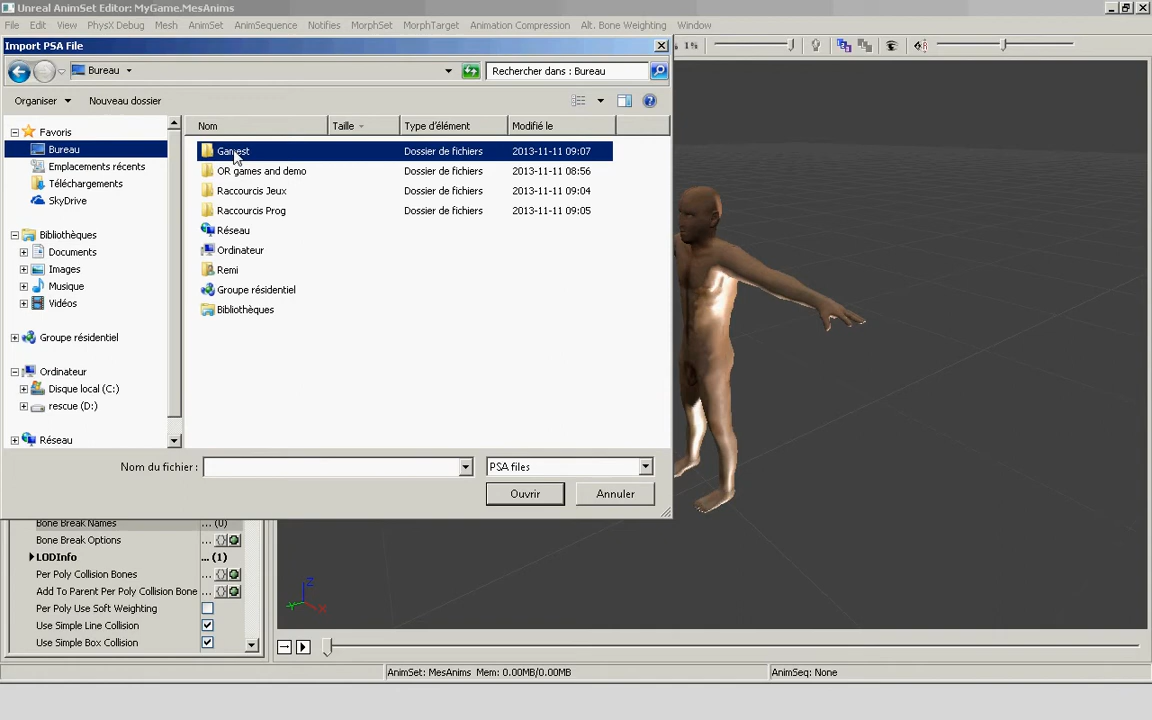 Unreal AnimSet Editor: MyGame.MesAnims
File Edit View PhysX Debug Mesh AnimSet AnimSequence Notifies MorphSet MorphTarget Animation Compression Alt. Bone Weighting Window
Import PSA File
1%
Bureau
Rechercher dans : Bureau
Organiser Nouveau dossier
Nom Taille Type d'élément Modifié le
Favoris
Bureau
Emplacements récents
Téléchargements
SkyDrive
Bibliothèques
Documents
Images
Musique
Vidéos
Groupe résidentiel
Ordinateur
Disque local (C:)
rescue (D:)
Réseau
Dossier de fichiers 2013-11-11 09:07
OR games and demo Dossier de fichiers 2013-11-11 08:56
Raccourcis Jeux Dossier de fichiers 2013-11-11 09:04
Raccourcis Prog Dossier de fichiers 2013-11-11 09:05
Réseau
Ordinateur
Remi
Groupe résidentiel
Bibliothèques
Nom du fichier :
PSA files
Ouvrir Annuler
Bone Break Names ... (0)
Bone Break Options ...
LODInfo ... (1)
Per Poly Collision Bones ...
Add To Parent Per Poly Collision Bone ...
Per Poly Use Soft Weighting
Use Simple Line Collision
Use Simple Box Collision
Z
Y
X
AnimSet: MesAnims Mem: 0.00MB/0.00MB
AnimSeq: None